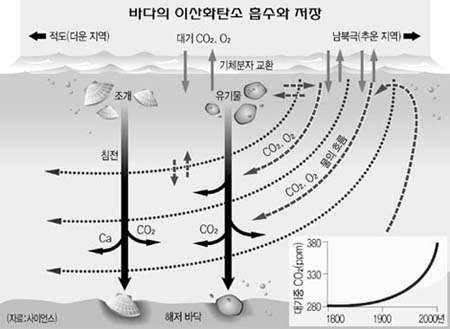 바다의 이산화탄소 흡수와 저장
적도(더운 지역)
대기 CO₂, O₂
남북극(추운 지역)
기체분자 교환
조개
유기물
침전
CO₂, O₂
CO₂, O₂
물의 흐름
Ca
CO₂
CO₂
대기중 CO₂(ppm)
380
330
280
1800
1900
2000년
(자료:사이언스)
해저 바닥